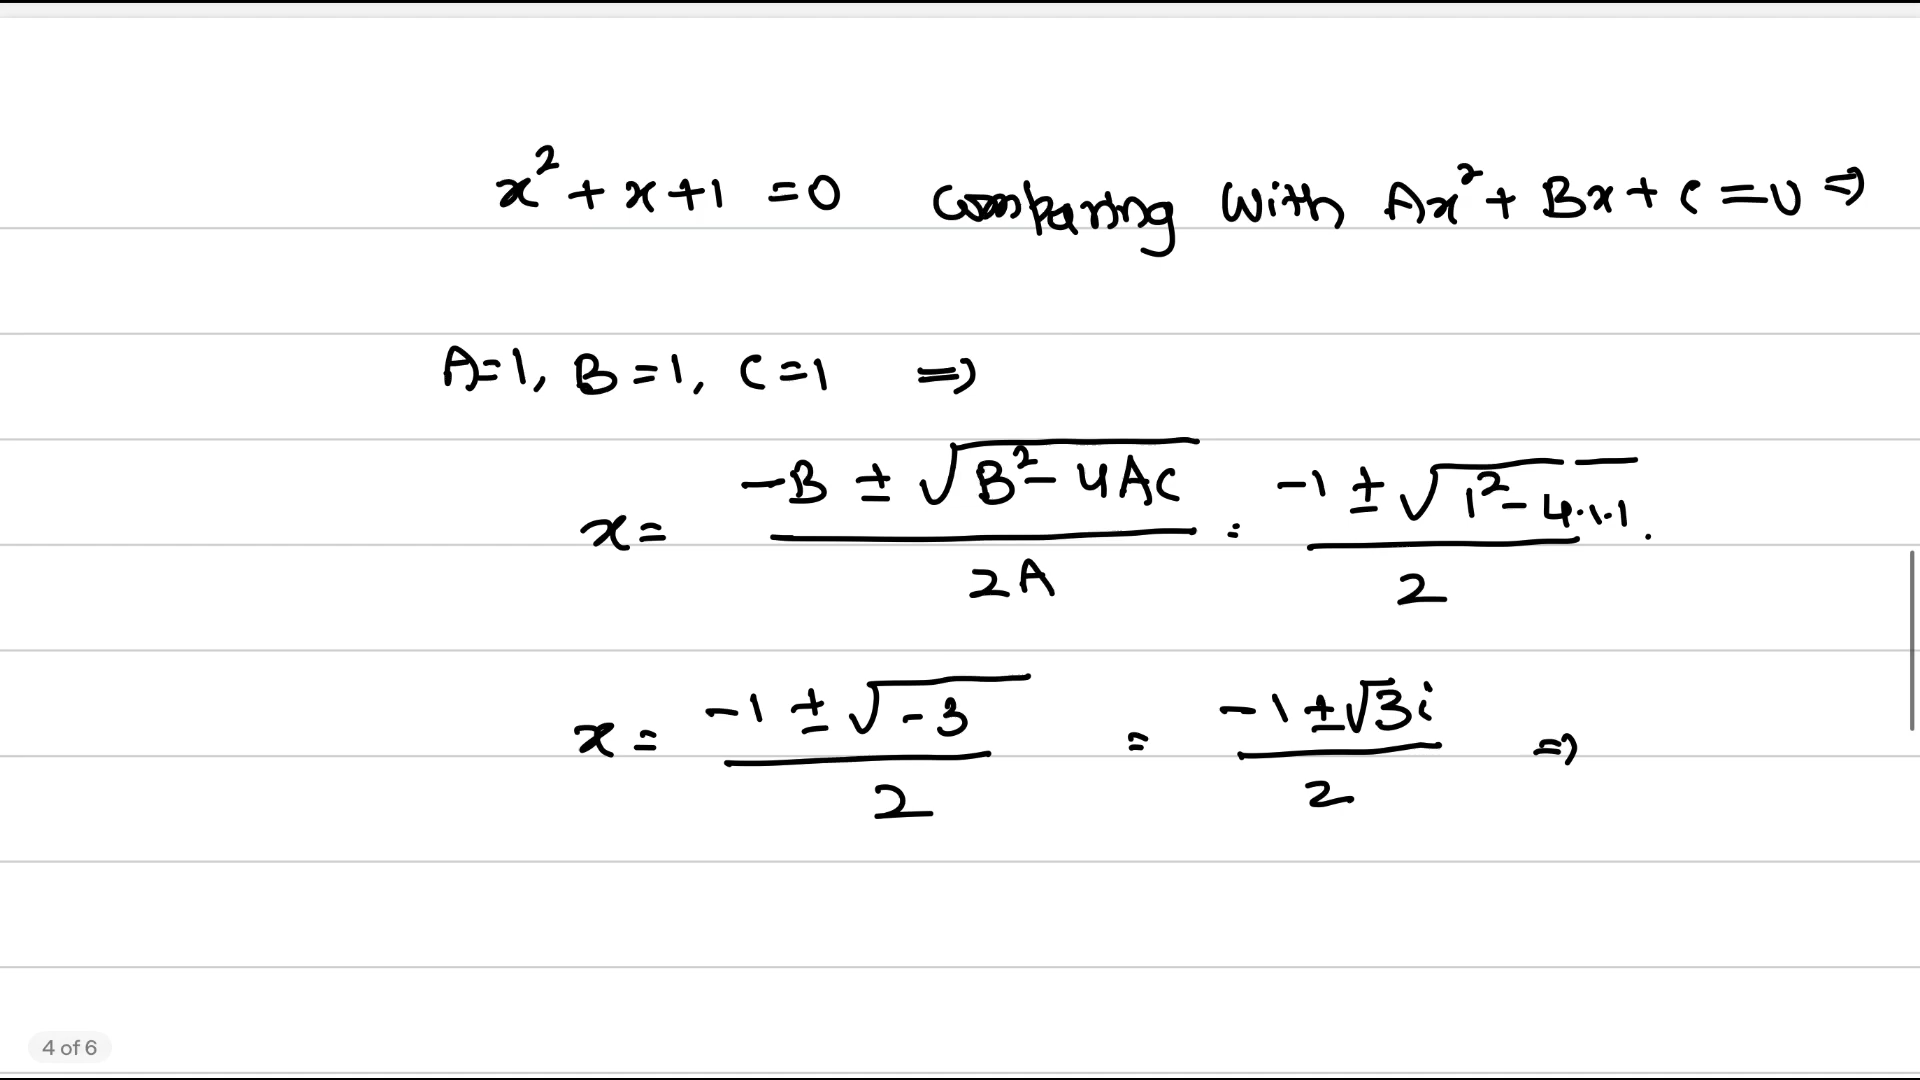 x² + x + 1 = 0 comparing with Ax² + Bx + C = 0 ⇒
A=1, B=1, C=1 ⇒
x = (-B ± √(B² - 4AC)) / 2A = (-1 ± √(1² - 4·1·1)) / 2 .
x = (-1 ± √-3) / 2 = (-1 ± √3 i) / 2 ⇒
4 of 6